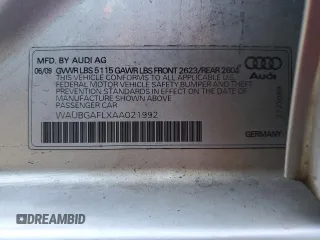 MFD. BY AUDI AG
06/09 GVWR LBS 5115 GAWR LBS FRONT 2623/REAR
THIS VEHICLE CONFORMS TO ALL APPLICABLE U.S.
FEDERAL MOTOR VEHICLE SAFETY BUMPER AND THEFT
PREVENTION STANDARDS IN EFFECT ON THE DATE OF
MANUFACTURE SHOWN ABOVE
PASSENGER CAR
WAUBGAFLXAA021992
Audi
GERMANY
DREAMBID